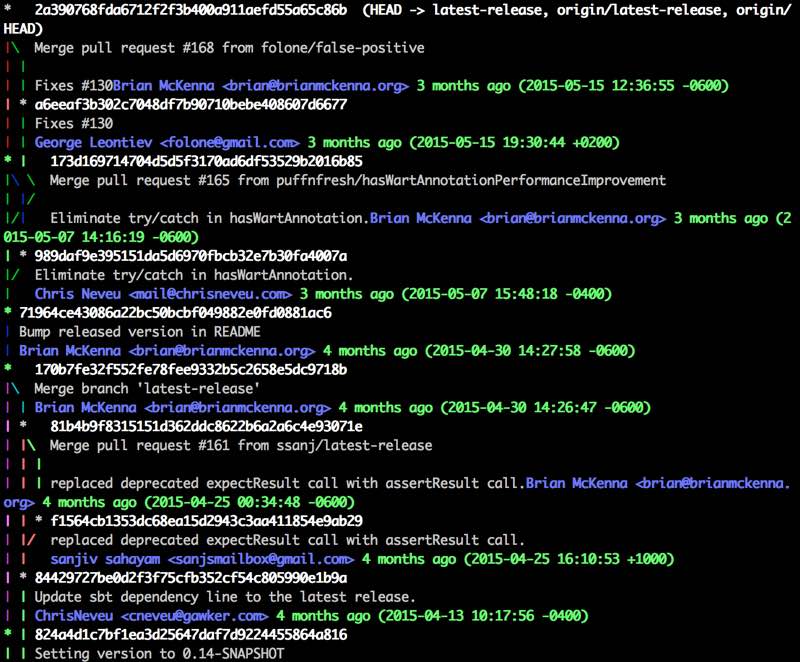 * 2a390768fda6712f2f3b400a911aefd55a65c86b (HEAD -> latest-release, origin/latest-release, origin/
HEAD)
|\ Merge pull request #168 from folone/false-positive
| |
| | Fixes #130Brian McKenna <brian@brianmckenna.org> 3 months ago (2015-05-15 12:36:55 -0600)
| * a6eeaf3b302c7048df7b90710bebe408607d6677
| | Fixes #130
| | George Leontiev <folone@gmail.com> 3 months ago (2015-05-15 19:30:44 +0200)
* | 173d169714704d5d5f3170ad6df53529b2016b85
|\ \ Merge pull request #165 from puffnfresh/hasWartAnnotationPerformanceImprovement
| |/
|/| Eliminate try/catch in hasWartAnnotation.Brian McKenna <brian@brianmckenna.org> 3 months ago (2
015-05-07 14:16:19 -0600)
| * 989daf9e395151da5d6970fbcb32e7b30fa4007a
|/ Eliminate try/catch in hasWartAnnotation.
| Chris Neveu <mail@chrisneveu.com> 3 months ago (2015-05-07 15:48:18 -0400)
* 71964ce43086a22bc50bcbf049882e0fd0881ac6
| Bump released version in README
| Brian McKenna <brian@brianmckenna.org> 4 months ago (2015-04-30 14:27:58 -0600)
* 170b7fe32f552fe78fee9332b5c2658e5dc9718b
|\ Merge branch 'latest-release'
| | Brian McKenna <brian@brianmckenna.org> 4 months ago (2015-04-30 14:26:47 -0600)
| * 81b4b9f8315151d362ddc8622b6a2a6c4e93071e
| |\ Merge pull request #161 from ssanj/latest-release
| | |
| | | replaced deprecated expectResult call with assertResult call.Brian McKenna <brian@brianmckenna.
org> 4 months ago (2015-04-25 00:34:48 -0600)
| | * f1564cb1353dc68ea15d2943c3aa411854e9ab29
| |/ replaced deprecated expectResult call with assertResult call.
| | sanjiv sahayam <sanjsmailbox@gmail.com> 4 months ago (2015-04-25 16:10:53 +1000)
| * 84429727be0d2f3f75cfb352cf54c805990e1b9a
| | Update sbt dependency line to the latest release.
| | ChrisNeveu <cneveu@gawker.com> 4 months ago (2015-04-13 10:17:56 -0400)
* | 824a4d1c7bf1ea3d25647daf7d9224455864a816
| | Setting version to 0.14-SNAPSHOT